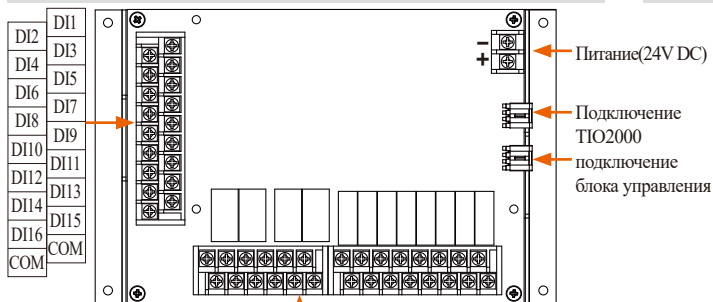 DI1
DI2
DI3
DI4
DI5
DI6
DI7
DI8
DI9
DI10
DI11
DI12
DI13
DI14
DI15
DI16
COM
COM
−
+
Питание(24V DC)
Подключение
TIO2000
подключение
блока управления